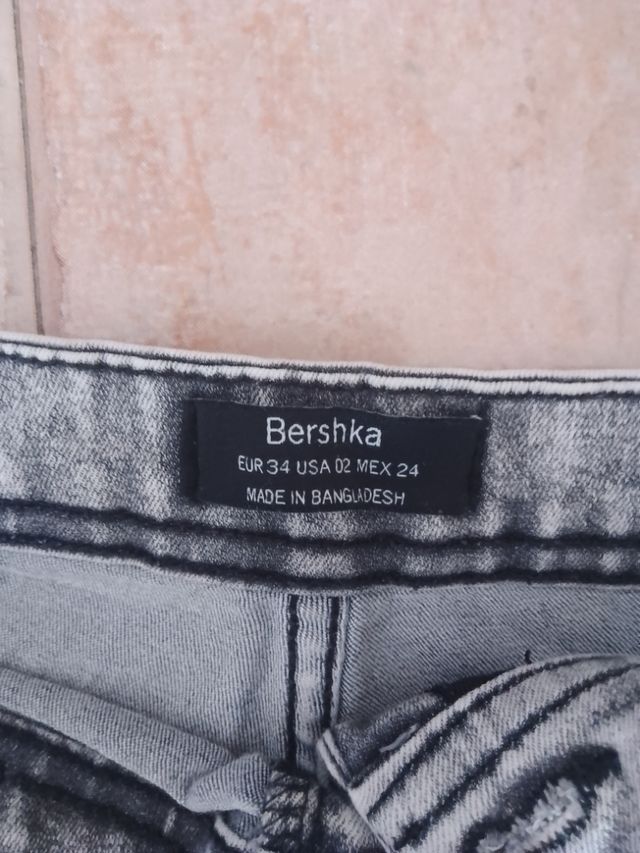 Bershka
EUR 34 USA 02 MEX 24
MADE IN BANGLADESH